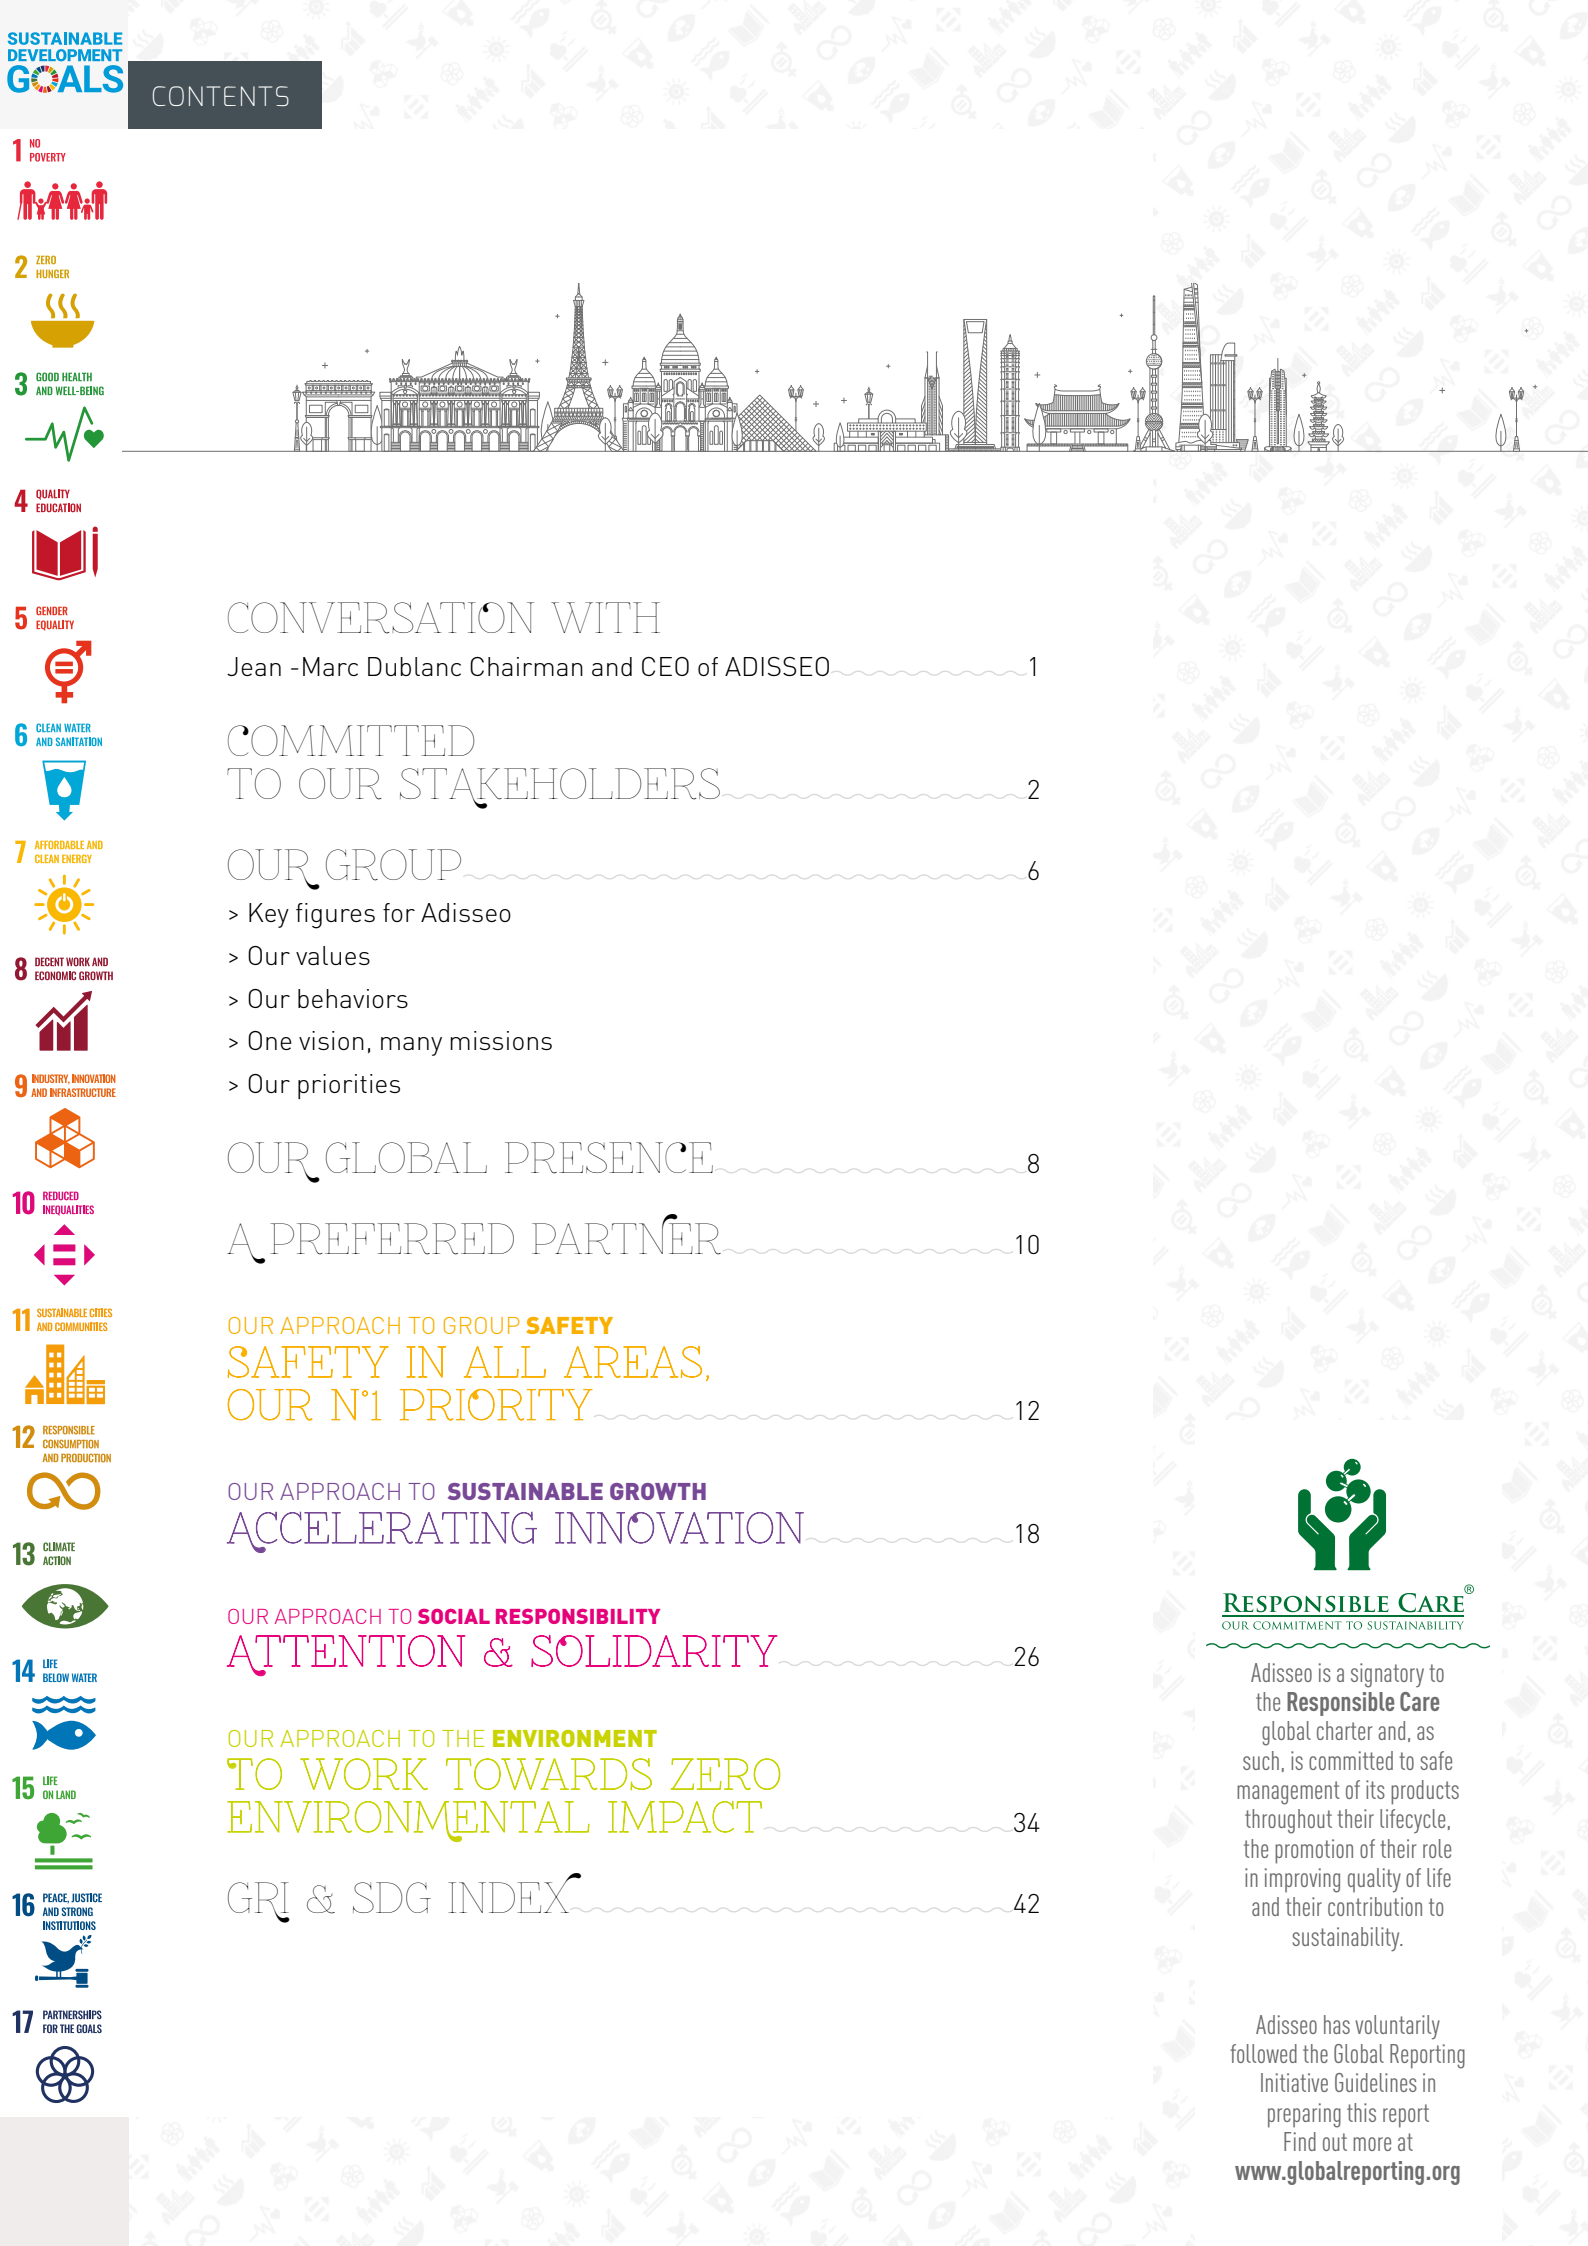 SUSTAINABLE
DEVELOPMENT
GOALS
CONTENTS
1 NO
POVERTY
2 ZERO
HUNGER
3 GOOD HEALTH
AND WELL-BEING
4 QUALITY
EDUCATION
5 GENDER
EQUALITY
6 CLEAN WATER
AND SANITATION
7 AFFORDABLE AND
CLEAN ENERGY
8 DECENT WORK AND
ECONOMIC GROWTH
9 INDUSTRY, INNOVATION
AND INFRASTRUCTURE
10 REDUCED
INEQUALITIES
11 SUSTAINABLE CITIES
AND COMMUNITIES
12 RESPONSIBLE
CONSUMPTION
AND PRODUCTION
13 CLIMATE
ACTION
14 LIFE
BELOW WATER
15 LIFE
ON LAND
16 PEACE, JUSTICE
AND STRONG
INSTITUTIONS
17 PARTNERSHIPS
FOR THE GOALS
CONVERSATION WITH
Jean -Marc Dublanc Chairman and CEO of ADISSEO 1
COMMITTED
TO OUR STAKEHOLDERS 2
OUR GROUP 6
> Key figures for Adisseo
> Our values
> Our behaviors
> One vision, many missions
> Our priorities
OUR GLOBAL PRESENCE 8
A PREFERRED PARTNER 10
OUR APPROACH TO GROUP SAFETY
SAFETY IN ALL AREAS,
OUR N°1 PRIORITY 12
OUR APPROACH TO SUSTAINABLE GROWTH
ACCELERATING INNOVATION 18
OUR APPROACH TO SOCIAL RESPONSIBILITY
ATTENTION & SOLIDARITY 26
OUR APPROACH TO THE ENVIRONMENT
TO WORK TOWARDS ZERO
ENVIRONMENTAL IMPACT 34
GRI & SDG INDEX 42
RESPONSIBLE CARE®
OUR COMMITMENT TO SUSTAINABILITY
Adisseo is a signatory to
the Responsible Care
global charter and, as
such, is committed to safe
management of its products
throughout their lifecycle,
the promotion of their role
in improving quality of life
and their contribution to
sustainability.
Adisseo has voluntarily
followed the Global Reporting
Initiative Guidelines in
preparing this report
Find out more at
www.globalreporting.org